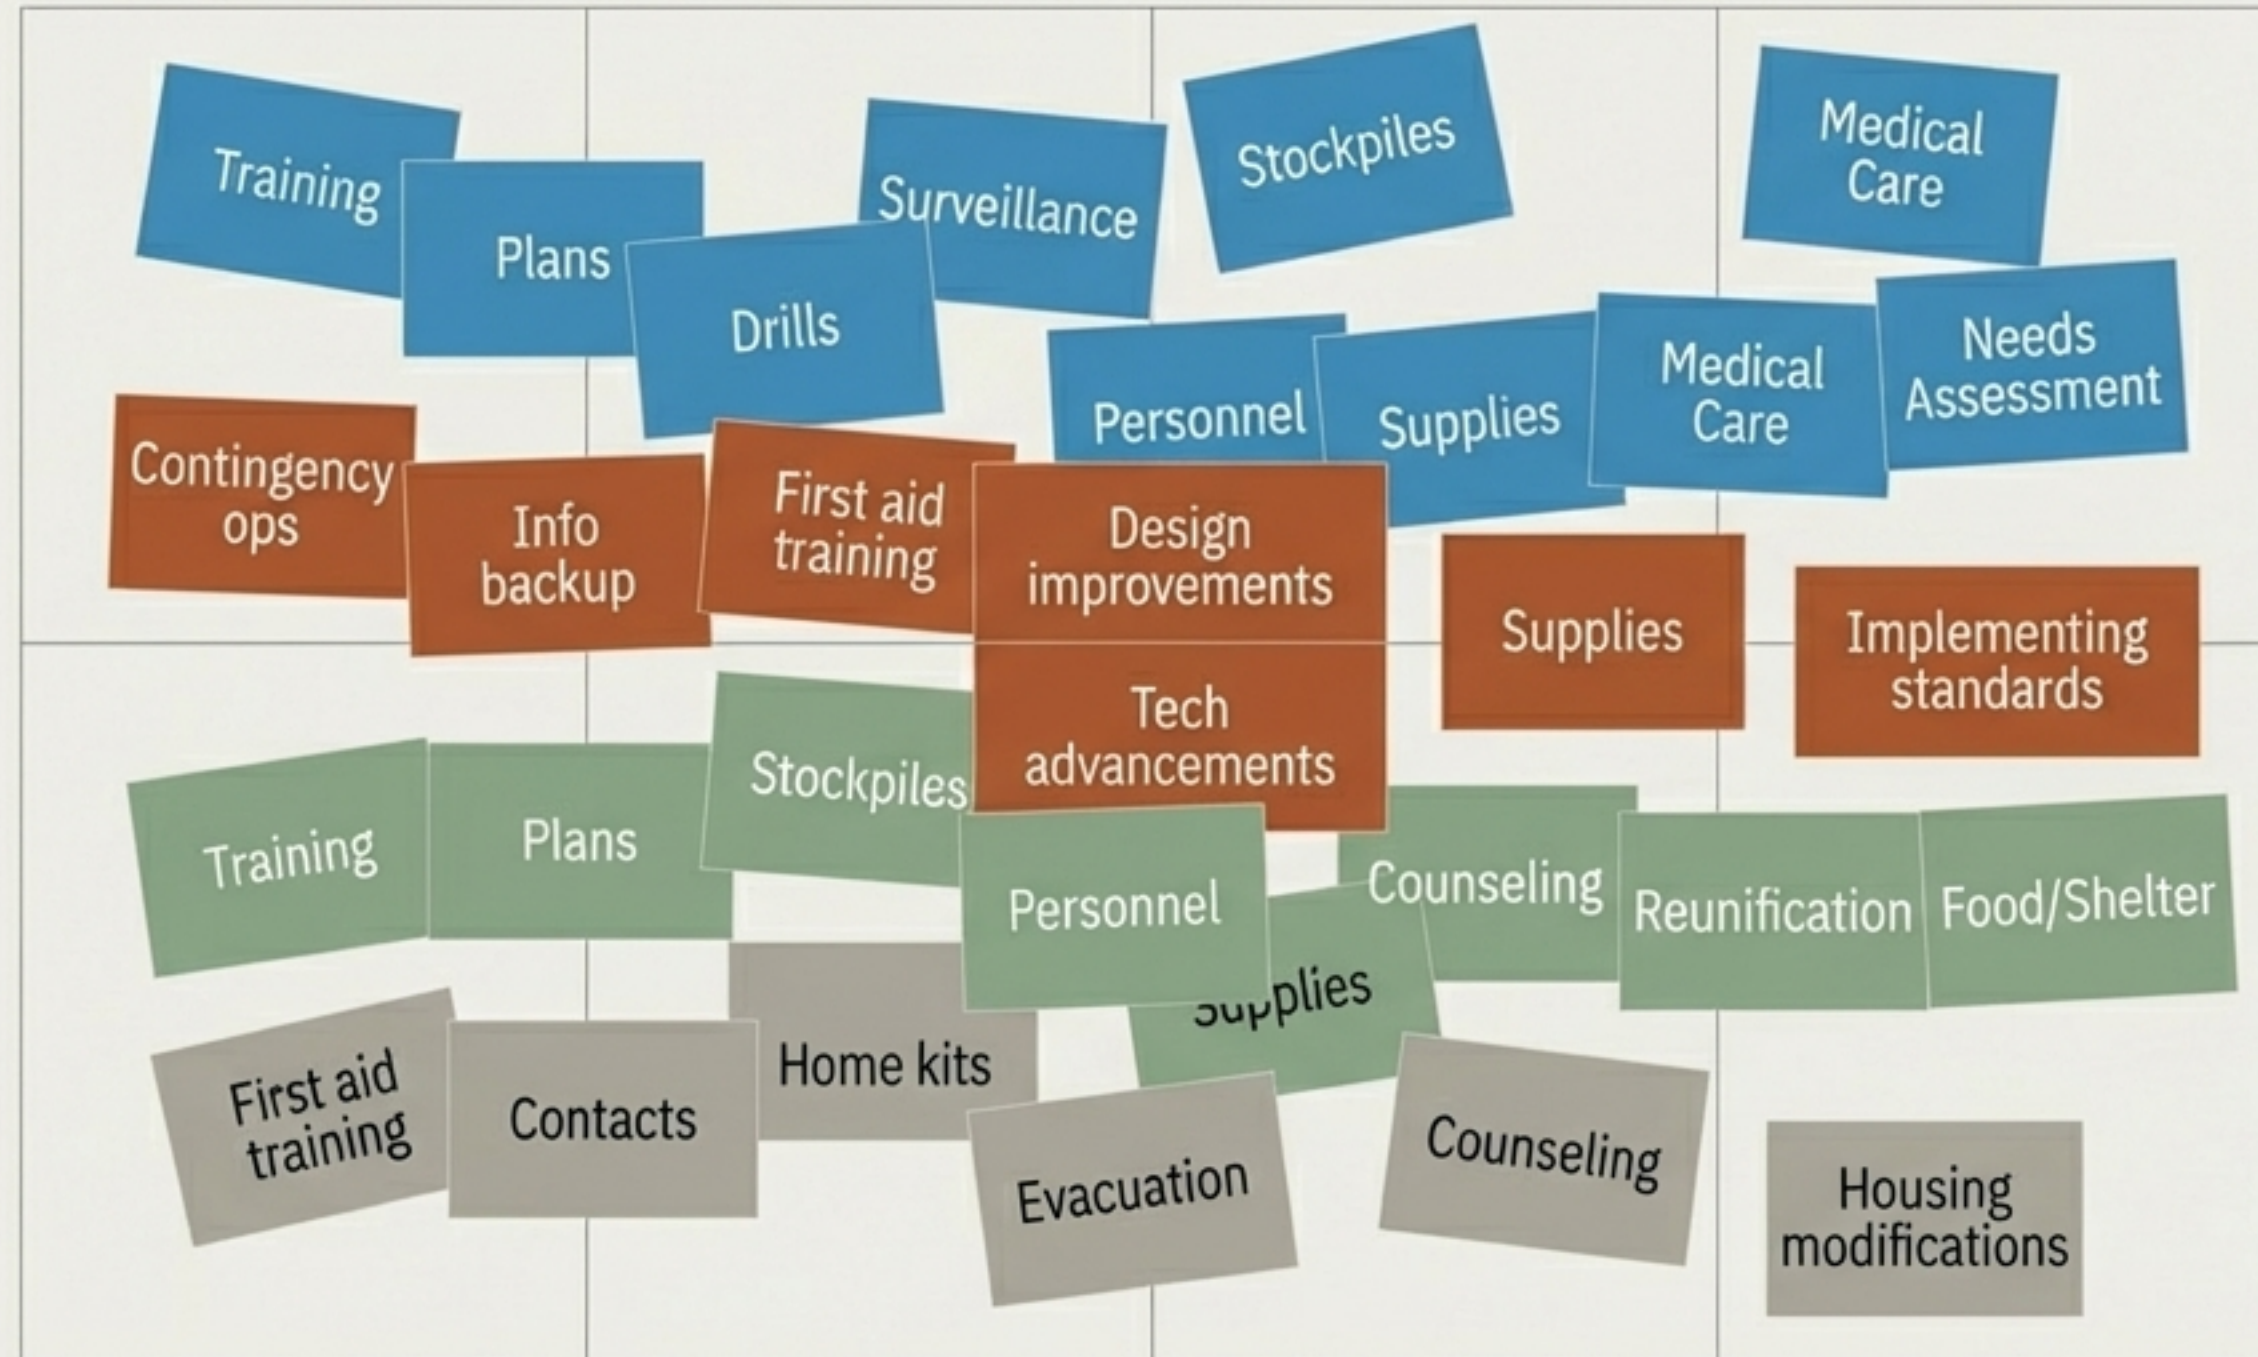 Training
Plans
Drills
Surveillance
Stockpiles
Medical
Care
Personnel
Supplies
Medical
Care
Needs
Assessment
Contingency
ops
Info
backup
First aid
training
Design
improvements
Supplies
Implementing
standards
Tech
advancements
Training
Plans
Stockpiles
Personnel
Supplies
Counseling
Reunification
Food/Shelter
First aid
training
Contacts
Home kits
Evacuation
Counseling
Housing
modifications